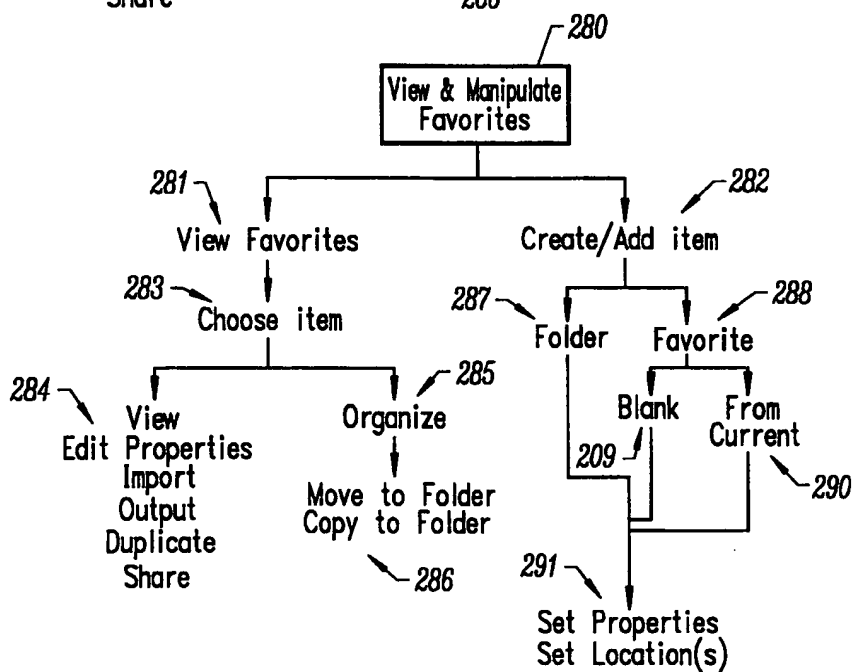 Share
280
View & Manipulate
Favorites
281
282
View Favorites
Create/Add item
283
287
288
Choose item
Folder
Favorite
284
285
View
Edit Properties
Import
Output
Duplicate
Share
Organize
Blank
From
Current
209
290
Move to Folder
Copy to Folder
286
291
Set Properties
Set Location(s)